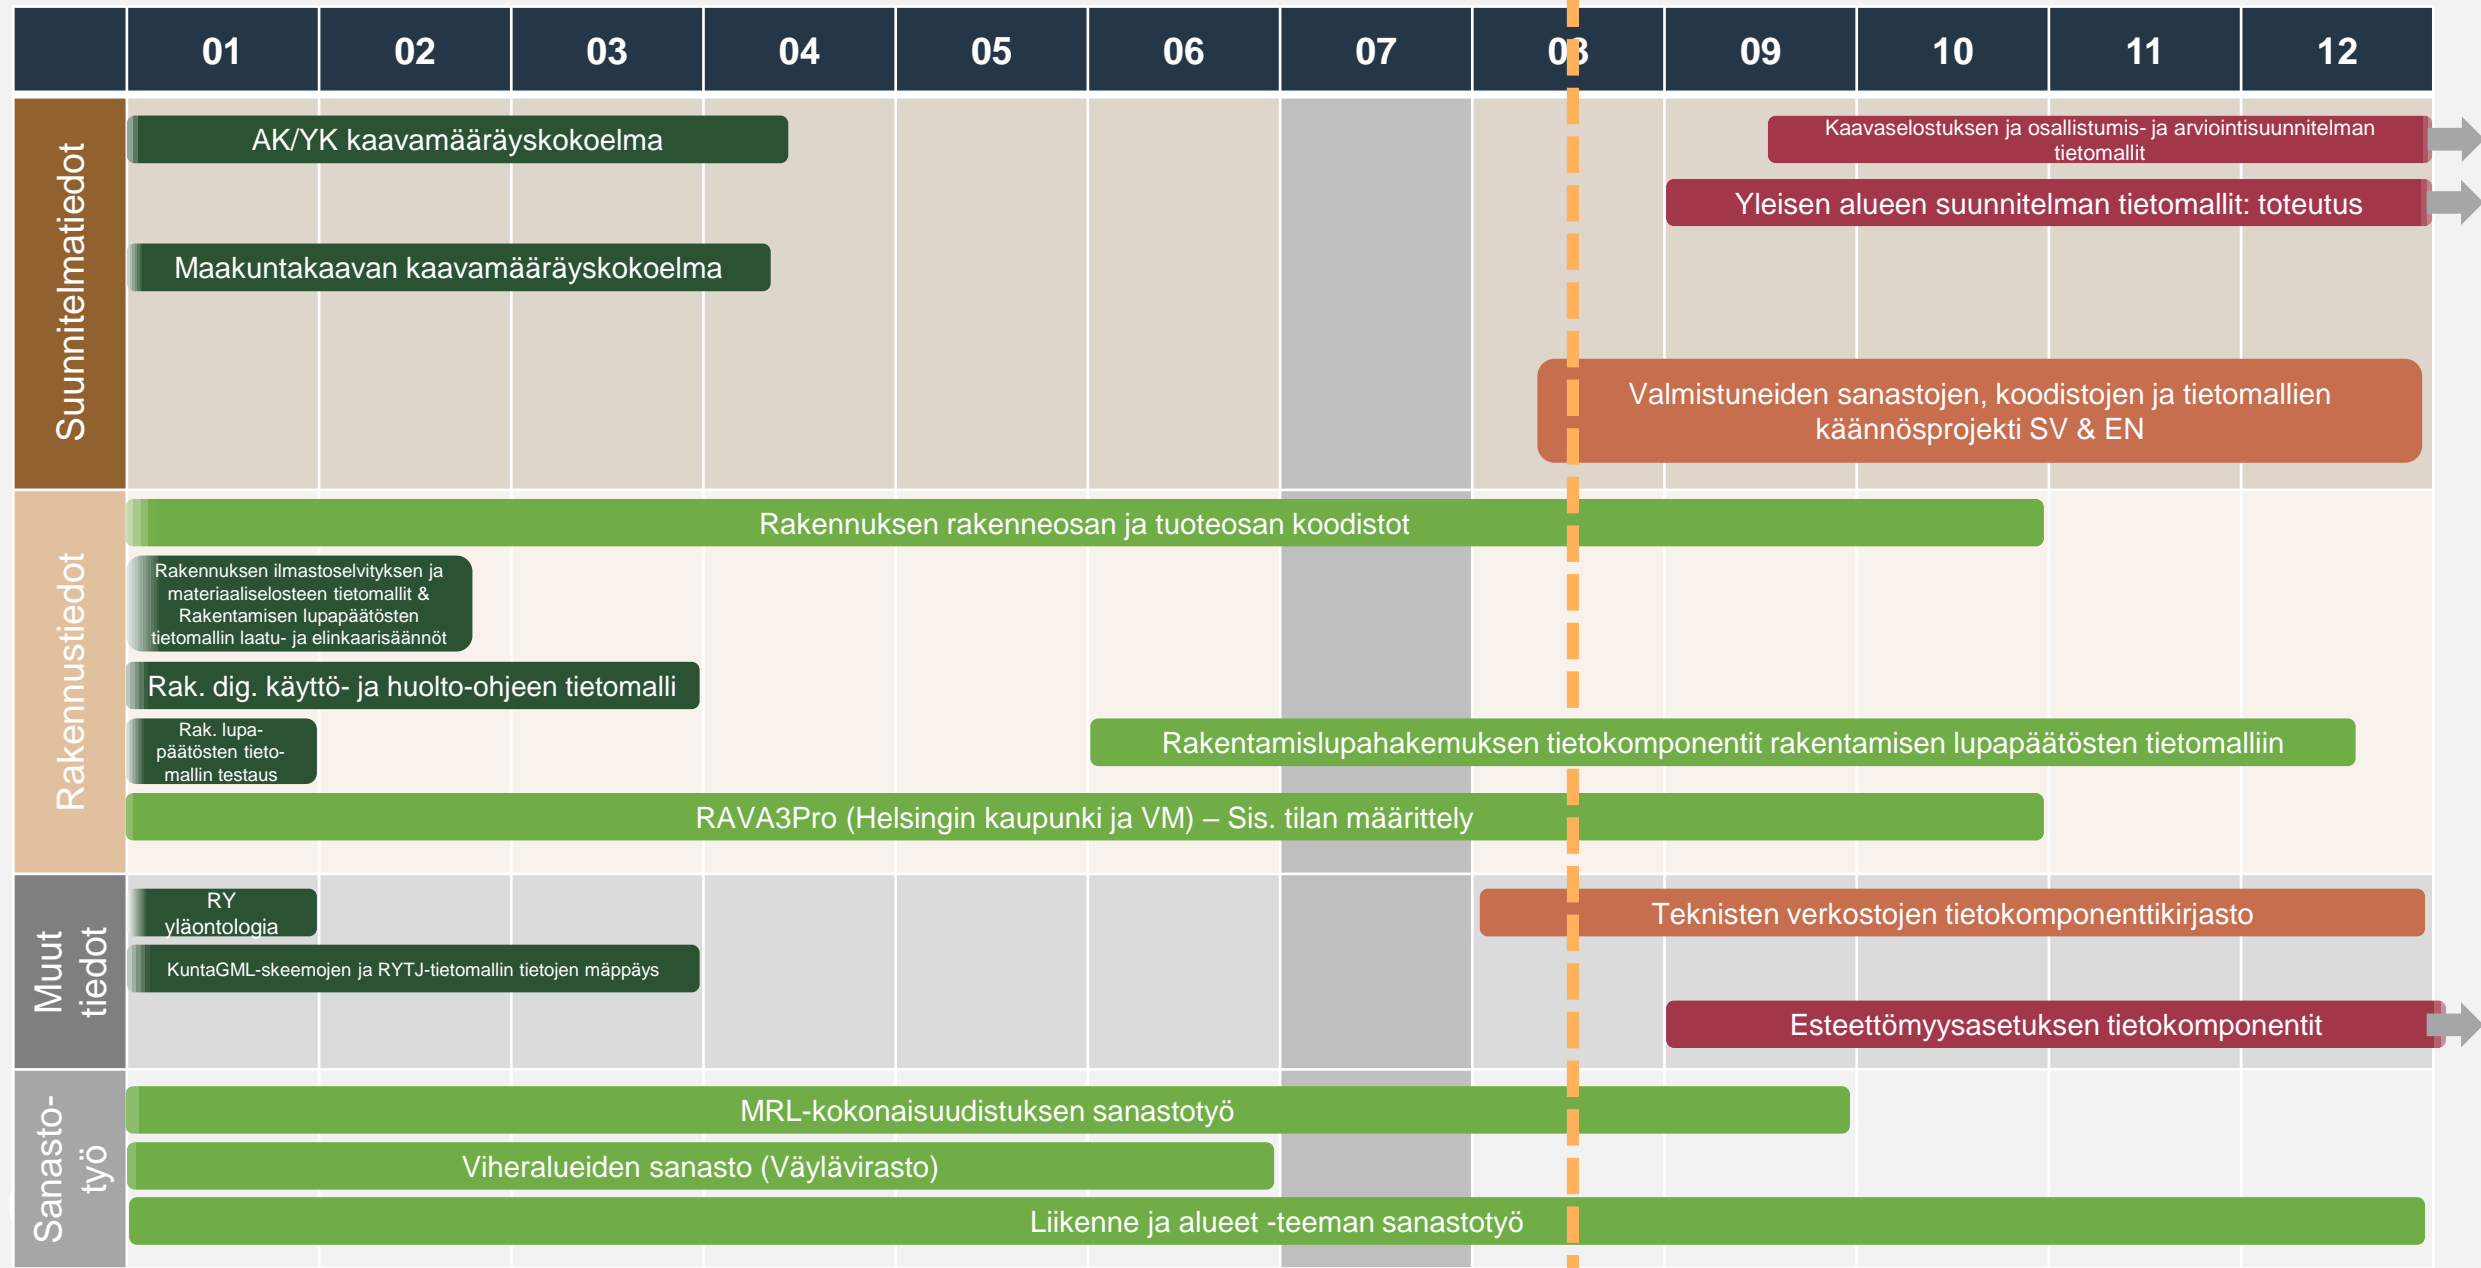 01 02 03 04 05 06 07 08 09 10 11 12
Suunnitelmatiedot
AK/YK kaavamääräyskokoelma
Kaavaselostuksen ja osallistumis- ja arviointisuunnitelman
tietomallit
Yleisen alueen suunnitelman tietomallit: toteutus
Maakuntakaavan kaavamääräyskokoelma
Valmistuneiden sanastojen, koodistojen ja tietomallien
käännösprojekti SV & EN
Rakennustiedot
Rakennuksen rakenneosan ja tuoteosan koodistot
Rakennuksen ilmastoselvityksen ja
materiaaliselosteen tietomallit &
Rakentamisen lupapäätösten
tietomallin laatu- ja elinkaarisäännöt
Rak. dig. käyttö- ja huolto-ohjeen tietomalli
Rak. lupa-
päätösten tieto-
mallin testaus
Rakentamislupahakemuksen tietokomponentit rakentamisen lupapäätösten tietomalliin
RAVA3Pro (Helsingin kaupunki ja VM) – Sis. tilan määrittely
Muut
tiedot
RY
yläontologia
Teknisten verkostojen tietokomponenttikirjasto
KuntaGML-skeemojen ja RYTJ-tietomallin tietojen mäppäys
Esteettömyysasetuksen tietokomponentit
Sanasto-
työ
MRL-kokonaisuudistuksen sanastotyö
Viheralueiden sanasto (Väylävirasto)
Liikenne ja alueet -teeman sanastotyö